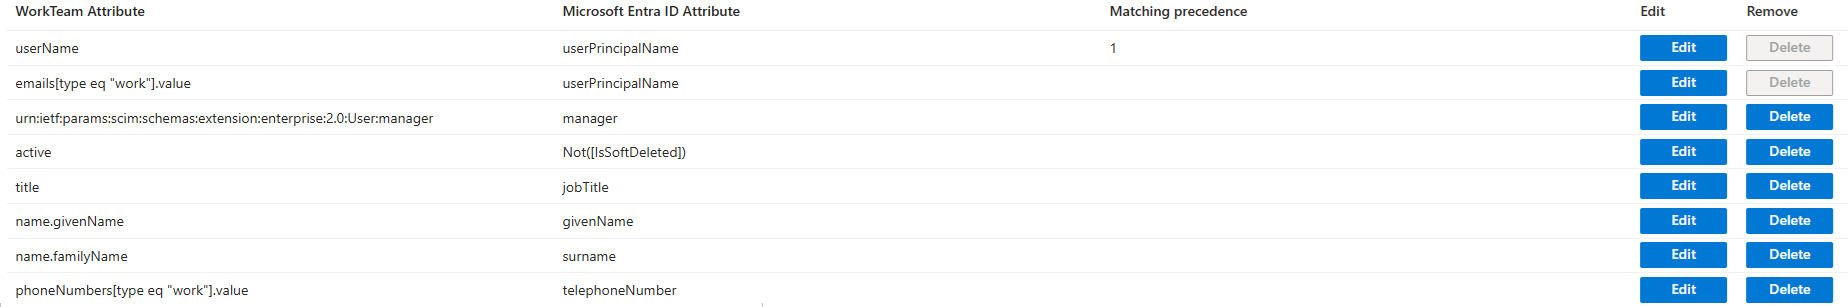 WorkTeam Attribute Microsoft Entra ID Attribute Matching precedence Edit Remove
userName userPrincipalName 1 Edit Delete
emails[type eq "work"].value userPrincipalName Edit Delete
urn:ietf:params:scim:schemas:extension:enterprise:2.0:User:manager manager Edit Delete
active Not([IsSoftDeleted]) Edit Delete
title jobTitle Edit Delete
name.givenName givenName Edit Delete
name.familyName surname Edit Delete
phoneNumbers[type eq "work"].value telephoneNumber Edit Delete